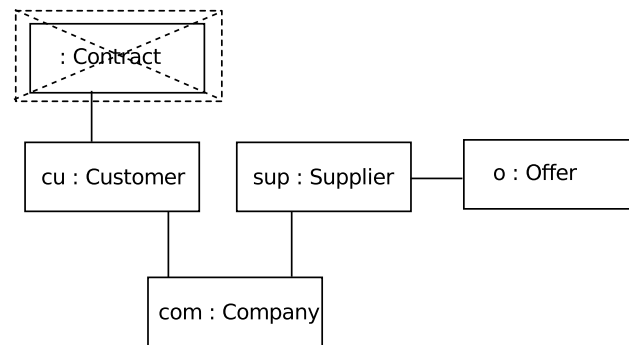 : Contract
cu : Customer
sup : Supplier
o : Offer
com : Company